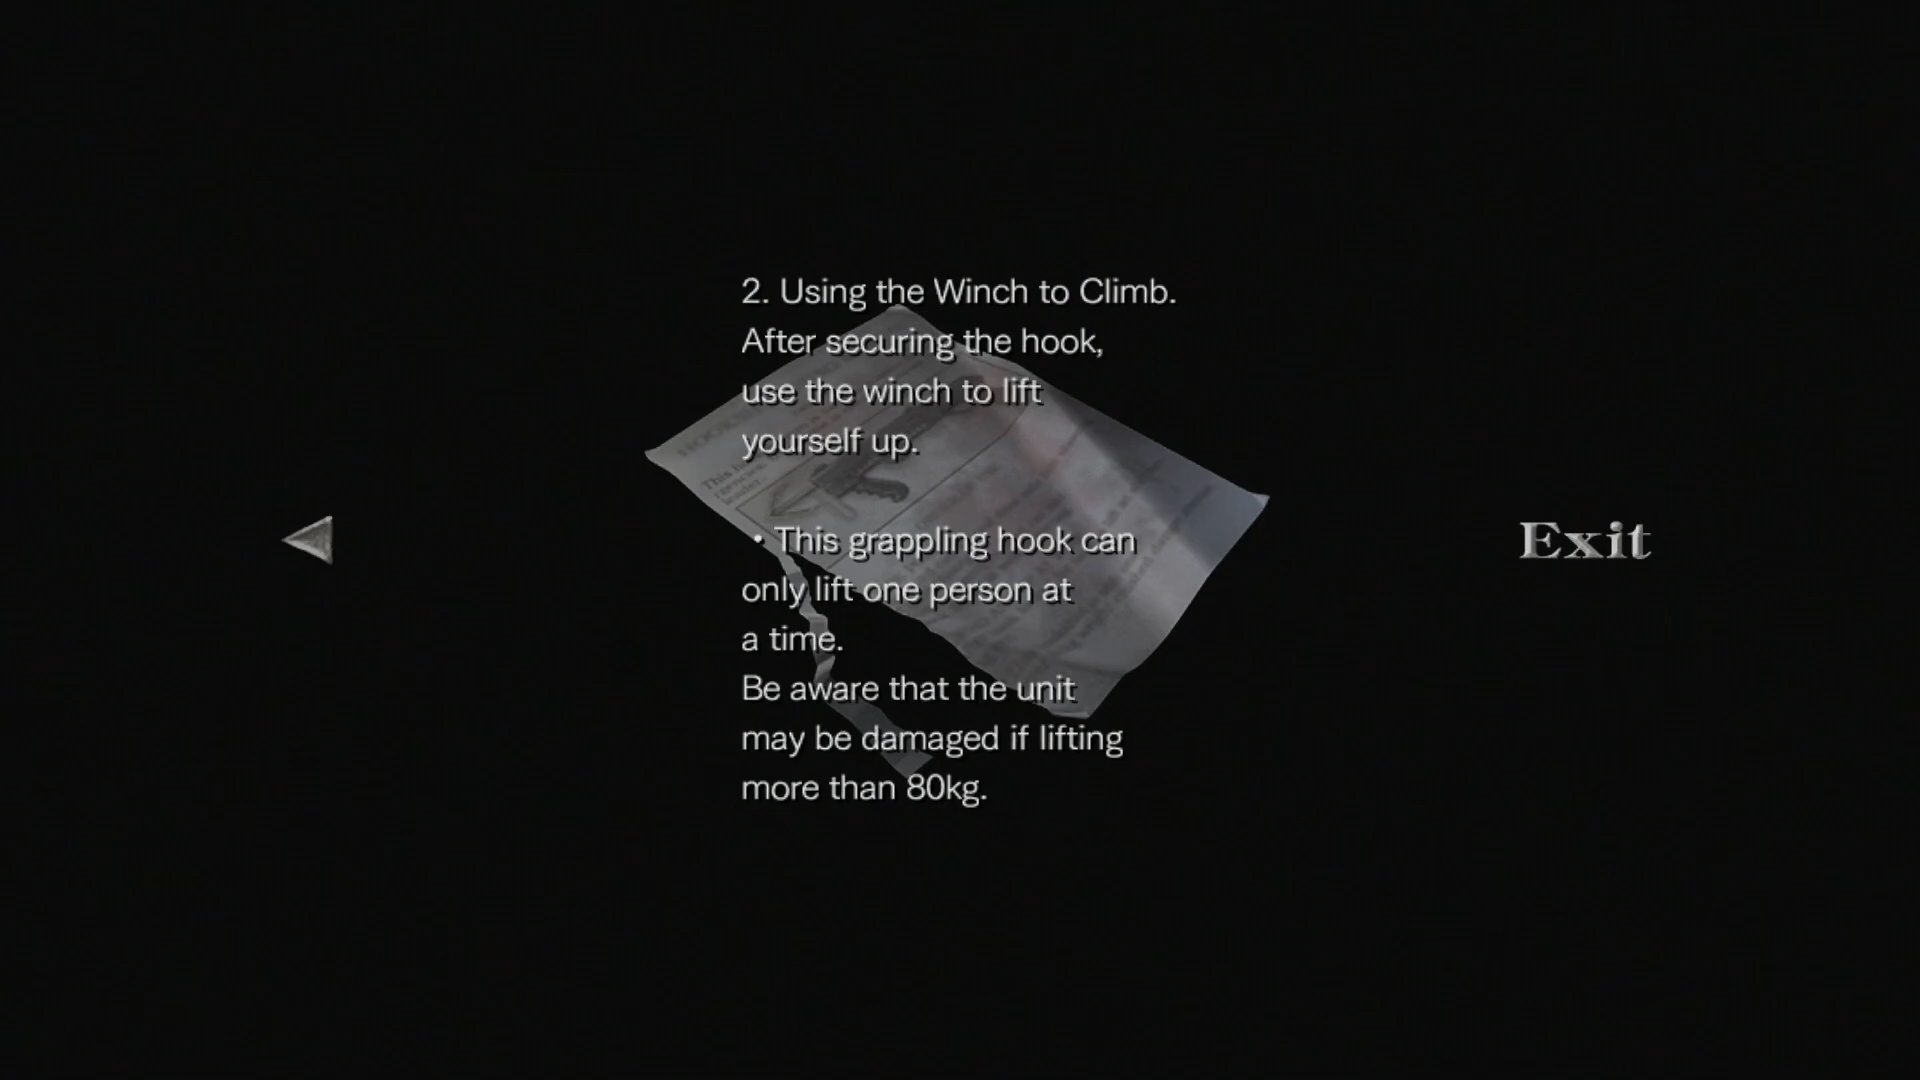 2. Using the Winch to Climb.
After securing the hook,
use the winch to lift
yourself up.
• This grappling hook can
only lift one person at
a time.
Be aware that the unit
may be damaged if lifting
more than 80kg.
Exit